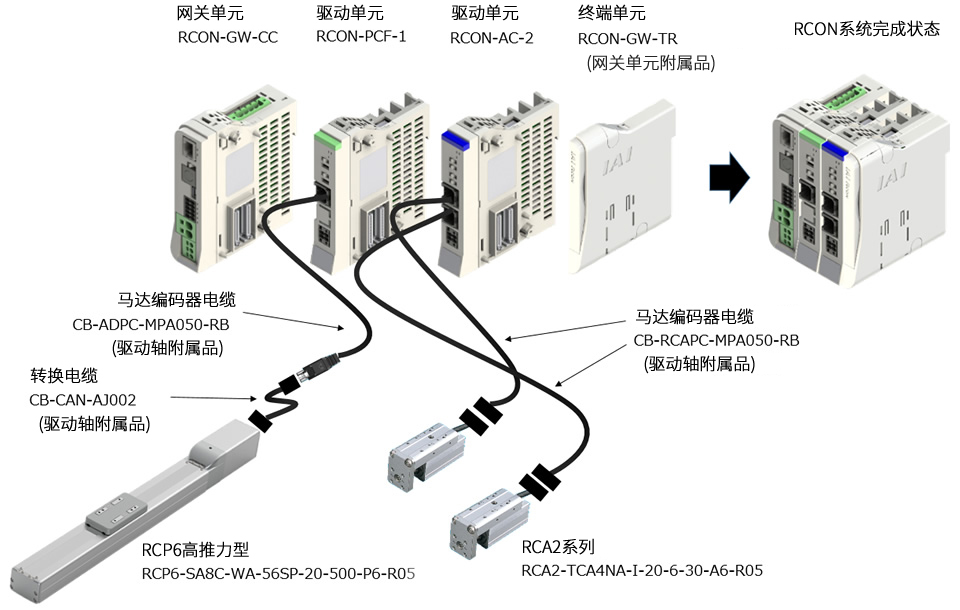 网关单元
RCON-GW-CC
驱动单元
RCON-PCF-1
驱动单元
RCON-AC-2
终端单元
RCON-GW-TR
(网关单元附属品)
RCON系统完成状态
IAI
IAI
马达编码器电缆
CB-ADPC-MPA050-RB
(驱动轴附属品)
马达编码器电缆
CB-RCAPC-MPA050-RB
(驱动轴附属品)
转换电缆
CB-CAN-AJ002
(驱动轴附属品)
RCP6高推力型
RCP6-SA8C-WA-56SP-20-500-P6-R05
RCA2系列
RCA2-TCA4NA-I-20-6-30-A6-R05